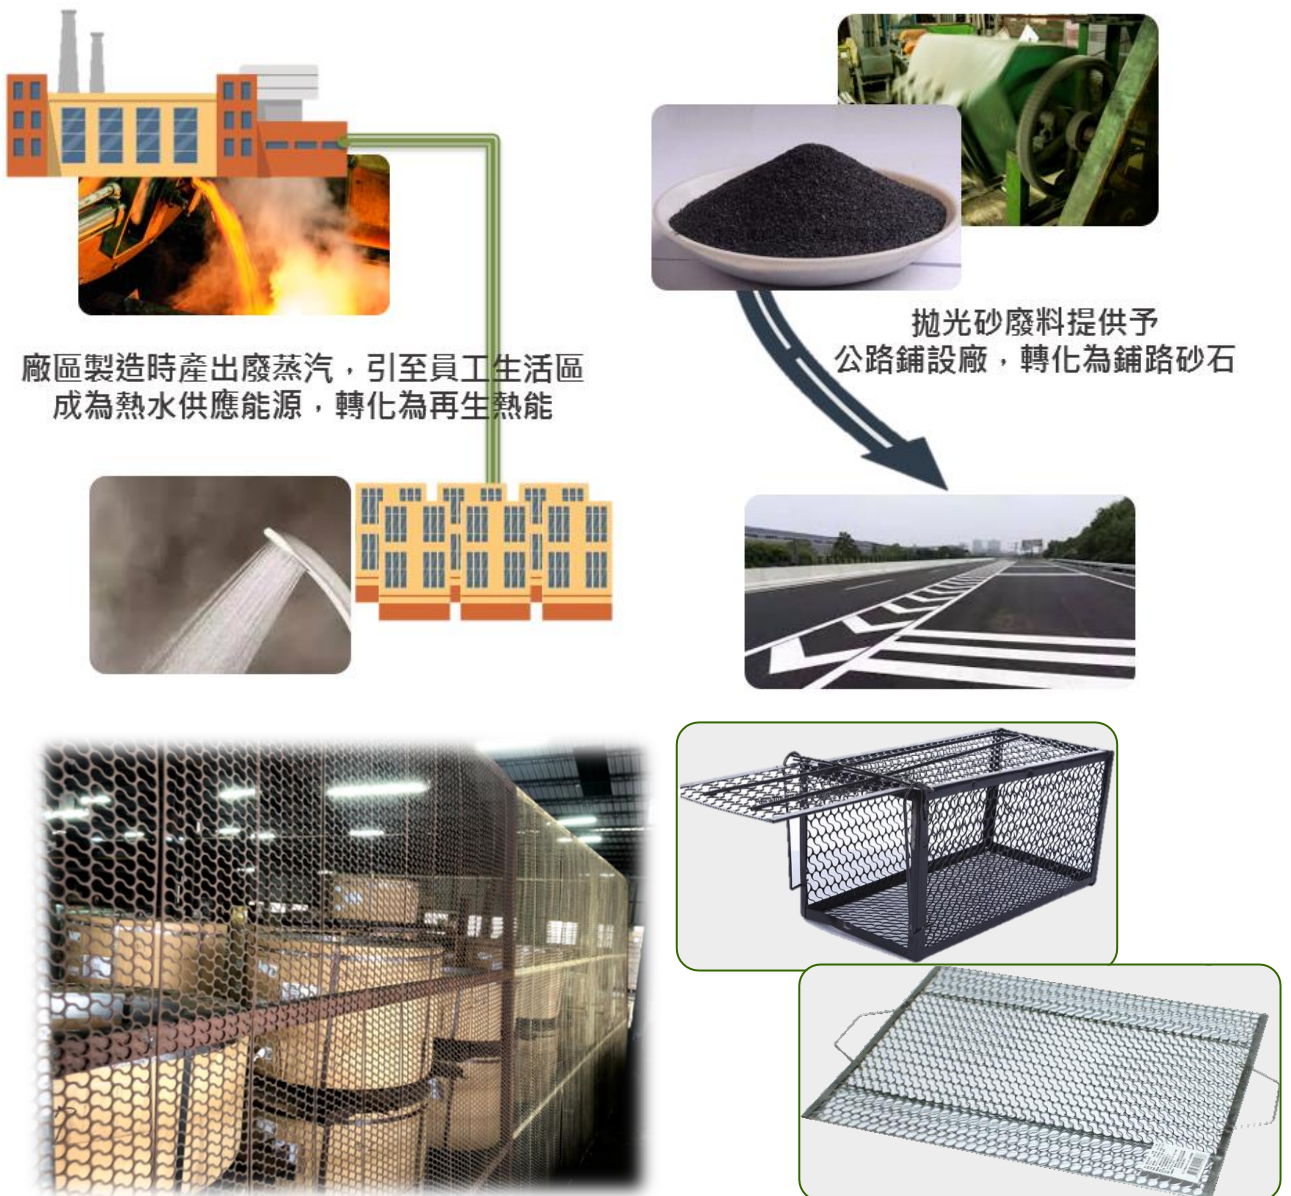 廠區製造時產出廢蒸汽，引至員工生活區
成為熱水供應能源，轉化為再生熱能
拋光砂廢料提供予
公路鋪設廠，轉化為鋪路砂石